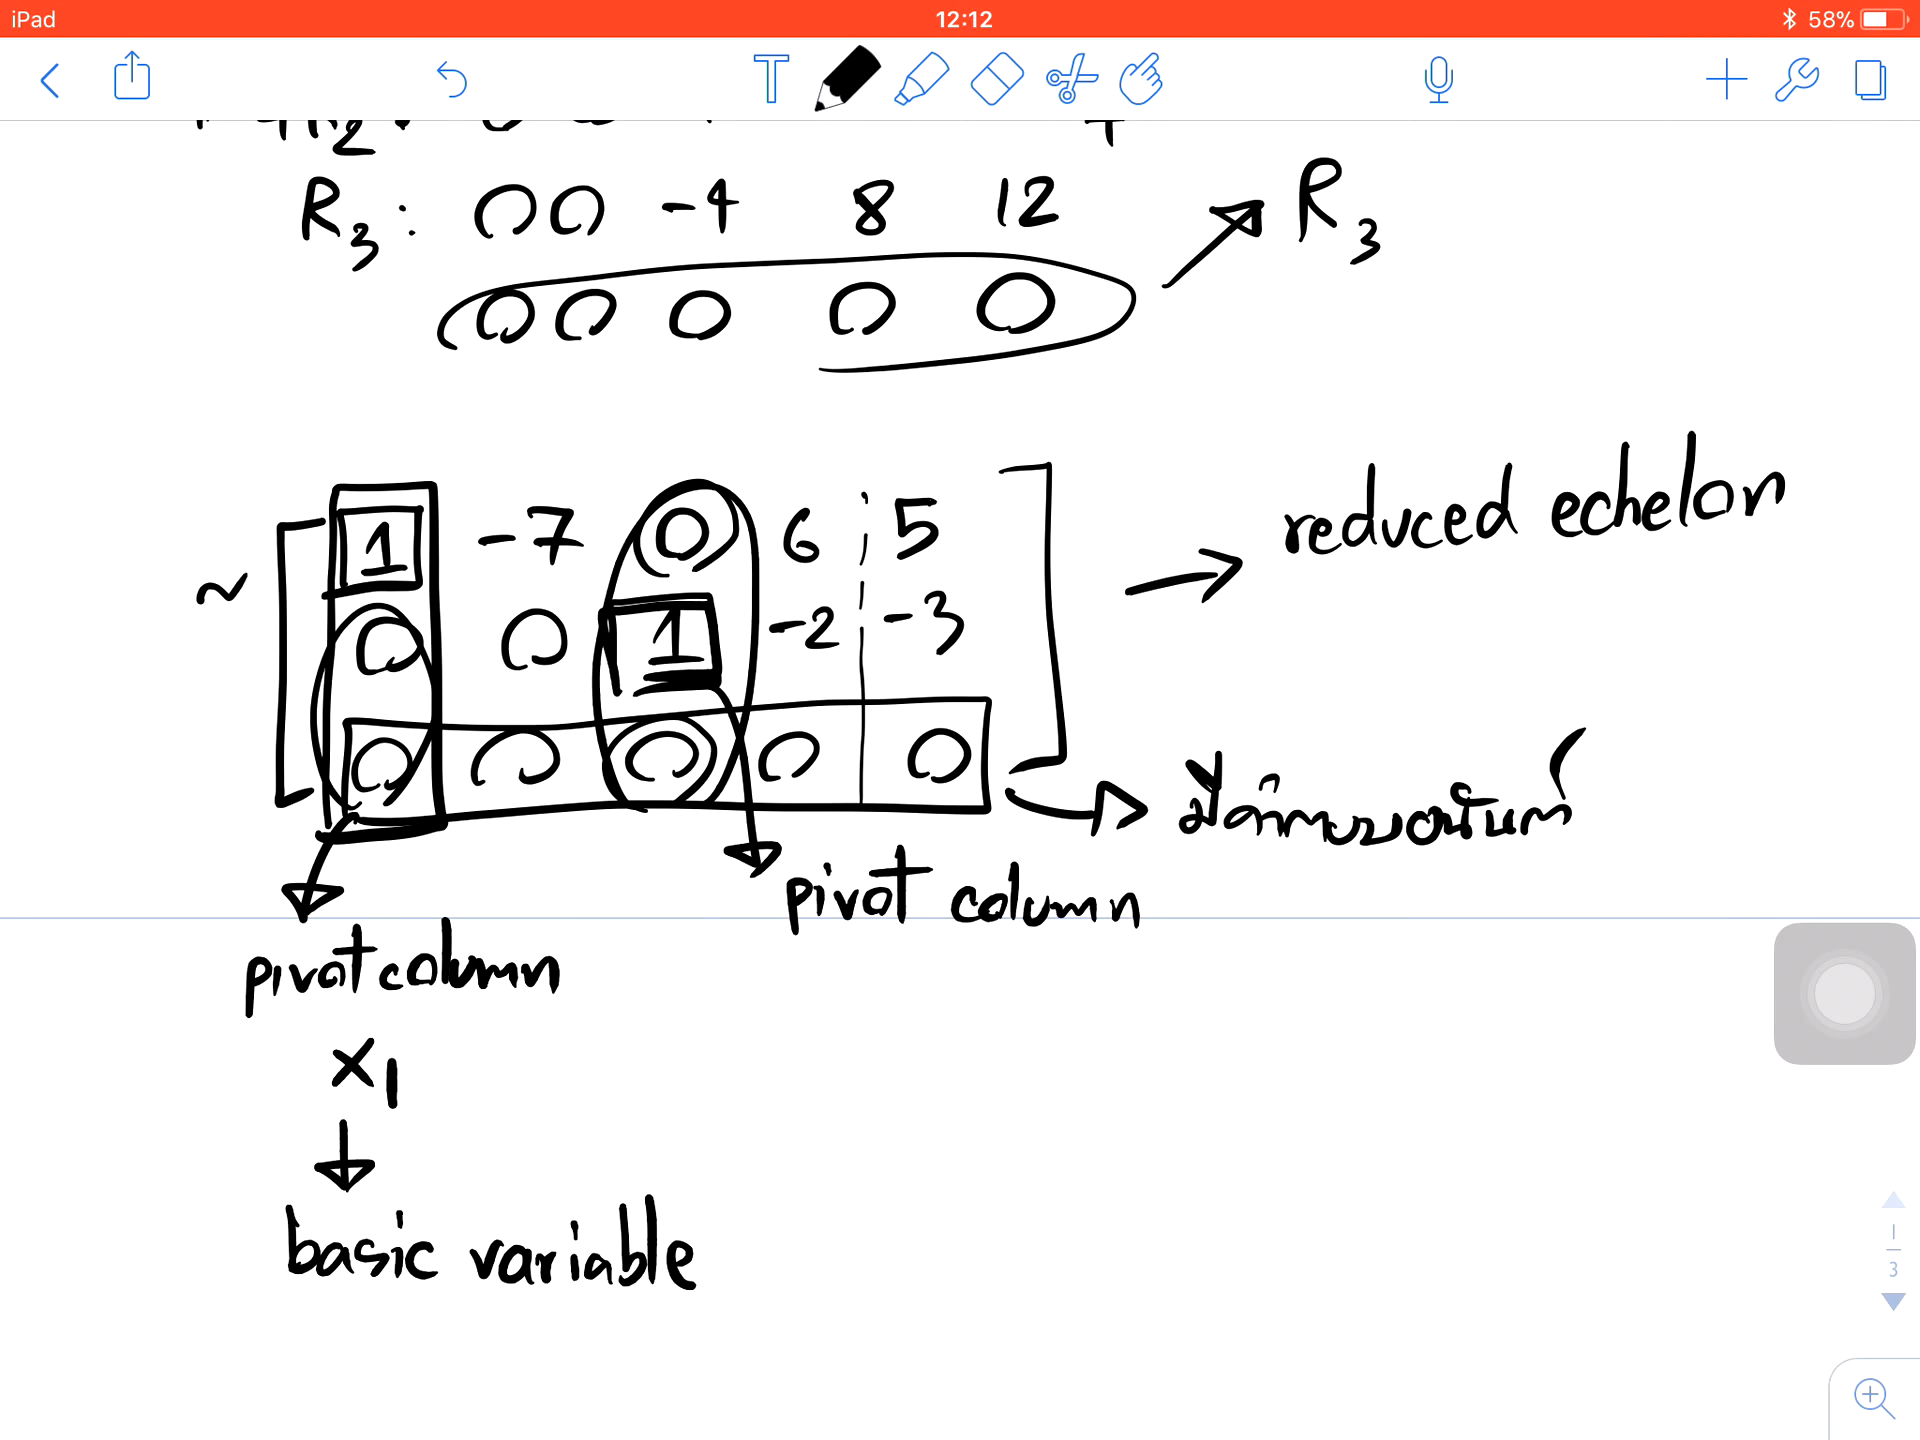 iPad 12:12 58%
R3: 0 0 -4 8 12 R3
0 0 0 0 0
~ 1 -7 0 6 5
0 0 1 -2 -3
0 0 0 0 0
reduced echelon
pivot column
pivot column
x1
basic variable
1
3